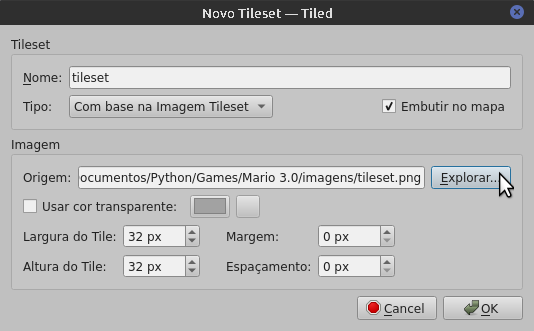 Novo Tileset — Tiled
Tileset
Nome: tileset
Tipo: Com base na Imagem Tileset Embutir no mapa
Imagem
Origem: ocumentos/Python/Games/Mario 3.0/imagens/tileset.png Explorar...
Usar cor transparente:
Largura do Tile: 32 px Margem: 0 px
Altura do Tile: 32 px Espaçamento: 0 px
Cancel OK